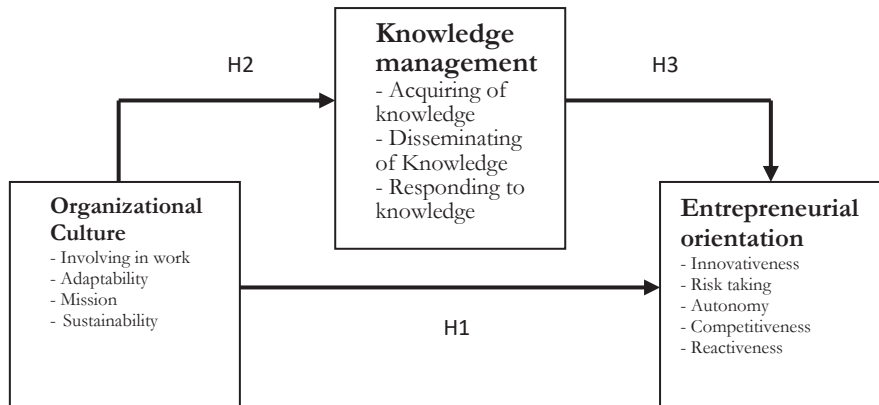 Knowledge
management
- Acquiring of
knowledge
- Disseminating
of Knowledge
- Responding to
knowledge
H2
H3
Organizational
Culture
- Involving in work
- Adaptability
- Mission
- Sustainability
Entrepreneurial
orientation
- Innovativeness
- Risk taking
- Autonomy
- Competitiveness
- Reactiveness
H1